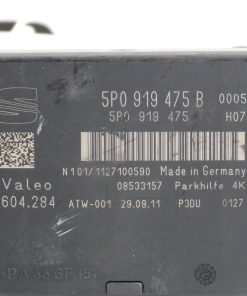 5P0 919 475 B 0005
5P0 919 475 H07
N101/1127100590 Made in Germany
Valeo 08533157 Parkhilfe 4K
604.284 ATW-001 29.09.11 P3DU 0127
>PA66GF15<